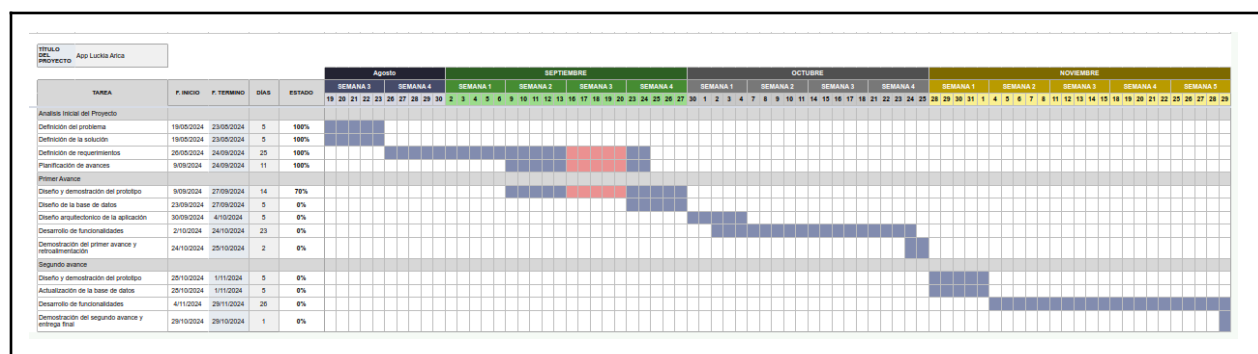 TÍTULO DEL PROYECTO App Luckia Arica
Agosto SEPTIEMBRE OCTUBRE NOVIEMBRE
TAREA F. INICIO F. TERMINO DÍAS ESTADO SEMANA 3 SEMANA 4 SEMANA 1 SEMANA 2 SEMANA 3 SEMANA 4 SEMANA 1 SEMANA 2 SEMANA 3 SEMANA 4 SEMANA 1 SEMANA 2 SEMANA 3 SEMANA 4 SEMANA 5
19 20 21 22 23 26 27 28 29 30 2 3 4 5 6 9 10 11 12 13 16 17 18 19 20 23 24 25 26 27 30 1 2 3 4 7 8 9 10 11 14 15 16 17 18 21 22 23 24 25 28 29 30 31 1 4 5 6 7 8 11 12 13 14 15 18 19 20 21 22 25 26 27 28 29
Analisis Inicial del Proyecto
Definición del problema 19/08/2024 23/08/2024 5 100%
Definición de la solución 19/08/2024 23/08/2024 5 100%
Definición de requerimientos 26/08/2024 24/09/2024 25 100%
Planificación de avances 9/09/2024 24/09/2024 11 100%
Primer Avance
Diseño y demostración del prototipo 9/09/2024 27/09/2024 14 70%
Diseño de la base de datos 23/09/2024 27/09/2024 5 0%
Diseño arquitectonico de la aplicación 30/09/2024 4/10/2024 5 0%
Desarrollo de funcionalidades 2/10/2024 24/10/2024 23 0%
Demostración del primer avance y retroalimentación 24/10/2024 25/10/2024 2 0%
Segundo avance
Diseño y demostración del prototipo 25/10/2024 1/11/2024 5 0%
Actualización de la base de datos 25/10/2024 1/11/2024 5 0%
Desarrollo de funcionalidades 4/11/2024 29/11/2024 26 0%
Demostración del segundo avance y entrega final 29/10/2024 29/10/2024 1 0%